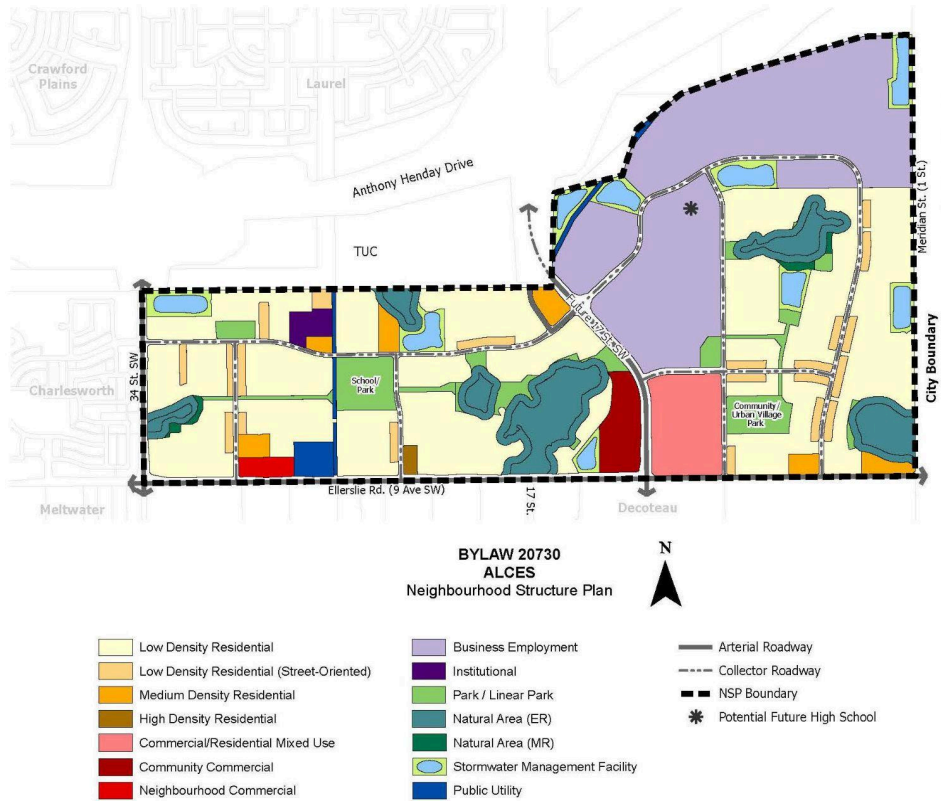 Crawford
Plains
Laurel
Anthony Henday Drive
TUC
Meridian St. (1 St.)
City Boundary
Future 17 St. SW
34 St. SW
Charlesworth
School/
Park
Community/
Urban Village
Park
Ellerslie Rd. (9 Ave SW)
17 St.
Meltwater
Decoteau
BYLAW 20730
ALCES
Neighbourhood Structure Plan
N
Low Density Residential
Low Density Residential (Street-Oriented)
Medium Density Residential
High Density Residential
Commercial/Residential Mixed Use
Community Commercial
Neighbourhood Commercial
Business Employment
Institutional
Park / Linear Park
Natural Area (ER)
Natural Area (MR)
Stormwater Management Facility
Public Utility
Arterial Roadway
Collector Roadway
NSP Boundary
Potential Future High School